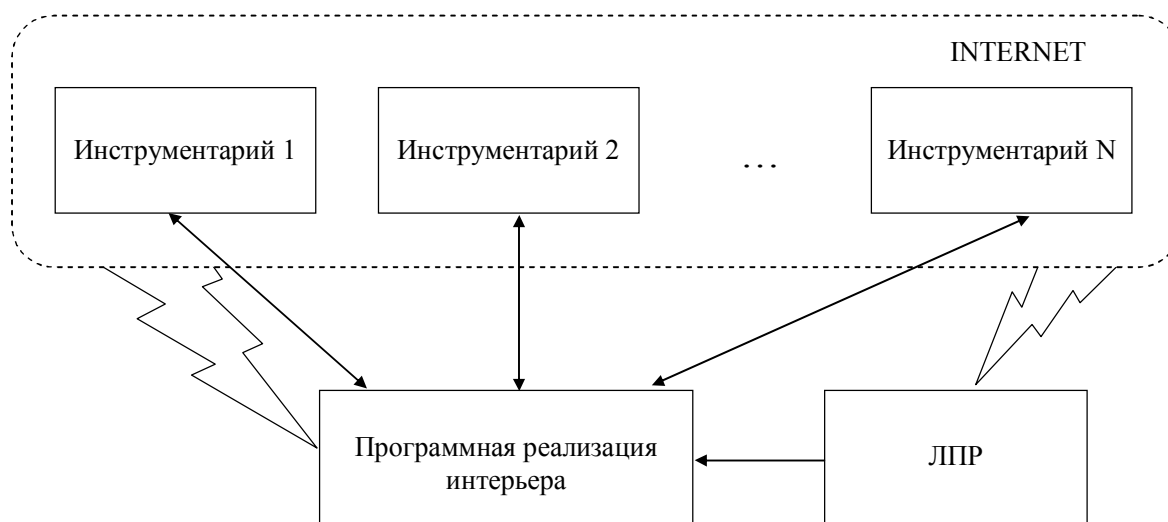 INTERNET
Инструментарий 1
Инструментарий 2
...
Инструментарий N
Программная реализация
интерьера
ЛПР